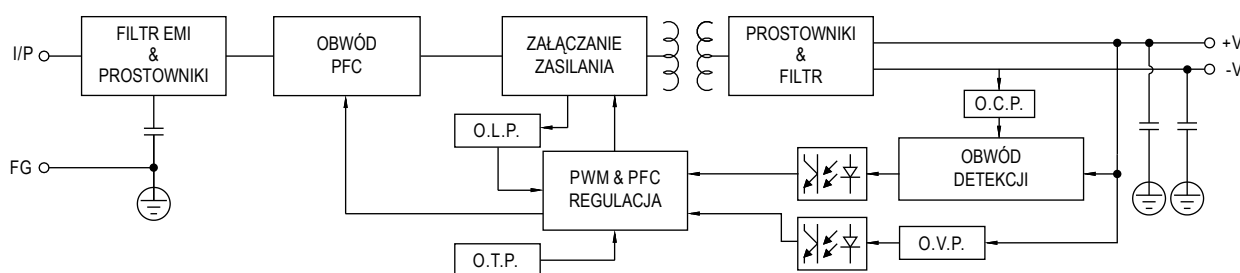 I/P
FILTR EMI
&
PROSTOWNIKI
OBWÓD
PFC
ZAŁĄCZANIE
ZASILANIA
PROSTOWNIKI
&
FILTR
+V
-V
O.C.P.
O.L.P.
FG
PWM & PFC
REGULACJA
OBWÓD
DETEKCJI
O.V.P.
O.T.P.